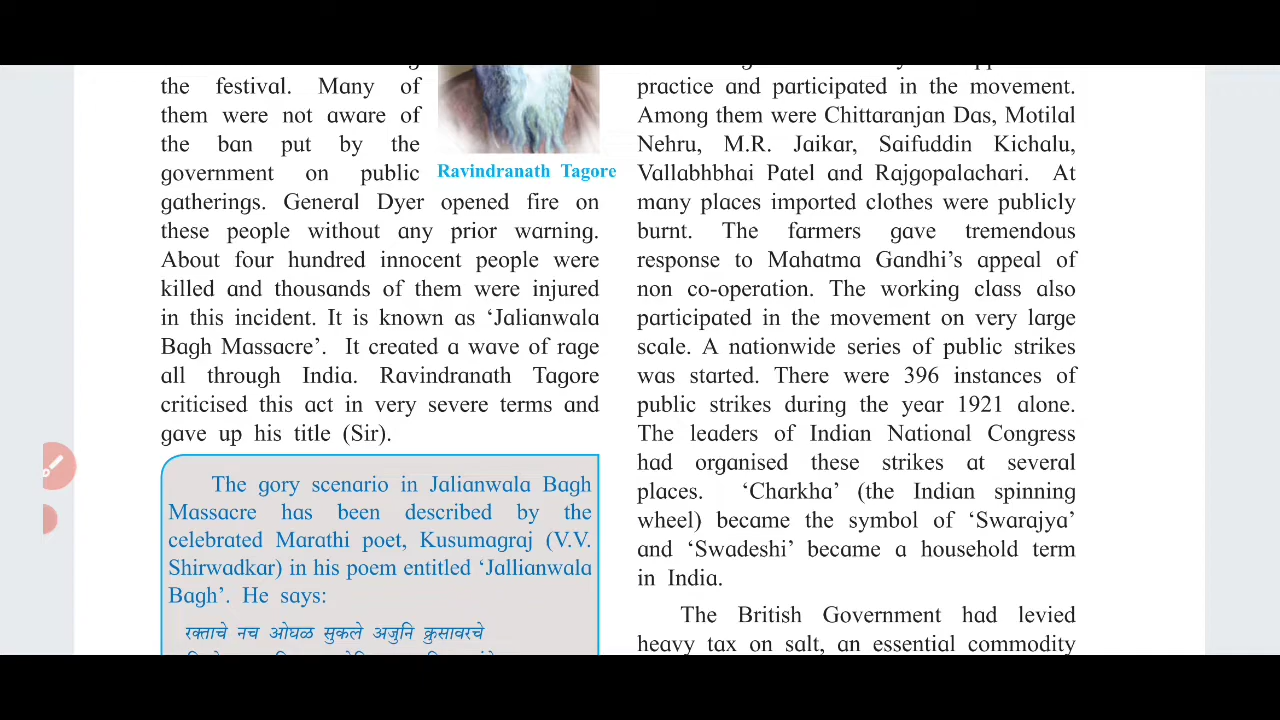 the festival. Many of
them were not aware of
the ban put by the
government on public
Ravindranath Tagore
gatherings. General Dyer opened fire on
these people without any prior warning.
About four hundred innocent people were
killed and thousands of them were injured
in this incident. It is known as ‘Jalianwala
Bagh Massacre’. It created a wave of rage
all through India. Ravindranath Tagore
criticised this act in very severe terms and
gave up his title (Sir).
The gory scenario in Jalianwala Bagh
Massacre has been described by the
celebrated Marathi poet, Kusumagraj (V.V.
Shirwadkar) in his poem entitled ‘Jallianwala
Bagh’. He says:
रक्ताचे नच ओघळ सुकले अजुनि क्रुसावरचे
practice and participated in the movement.
Among them were Chittaranjan Das, Motilal
Nehru, M.R. Jaikar, Saifuddin Kichalu,
Vallabhbhai Patel and Rajgopalachari. At
many places imported clothes were publicly
burnt. The farmers gave tremendous
response to Mahatma Gandhi’s appeal of
non co-operation. The working class also
participated in the movement on very large
scale. A nationwide series of public strikes
was started. There were 396 instances of
public strikes during the year 1921 alone.
The leaders of Indian National Congress
had organised these strikes at several
places. ‘Charkha’ (the Indian spinning
wheel) became the symbol of ‘Swarajya’
and ‘Swadeshi’ became a household term
in India.
The British Government had levied
heavy tax on salt, an essential commodity